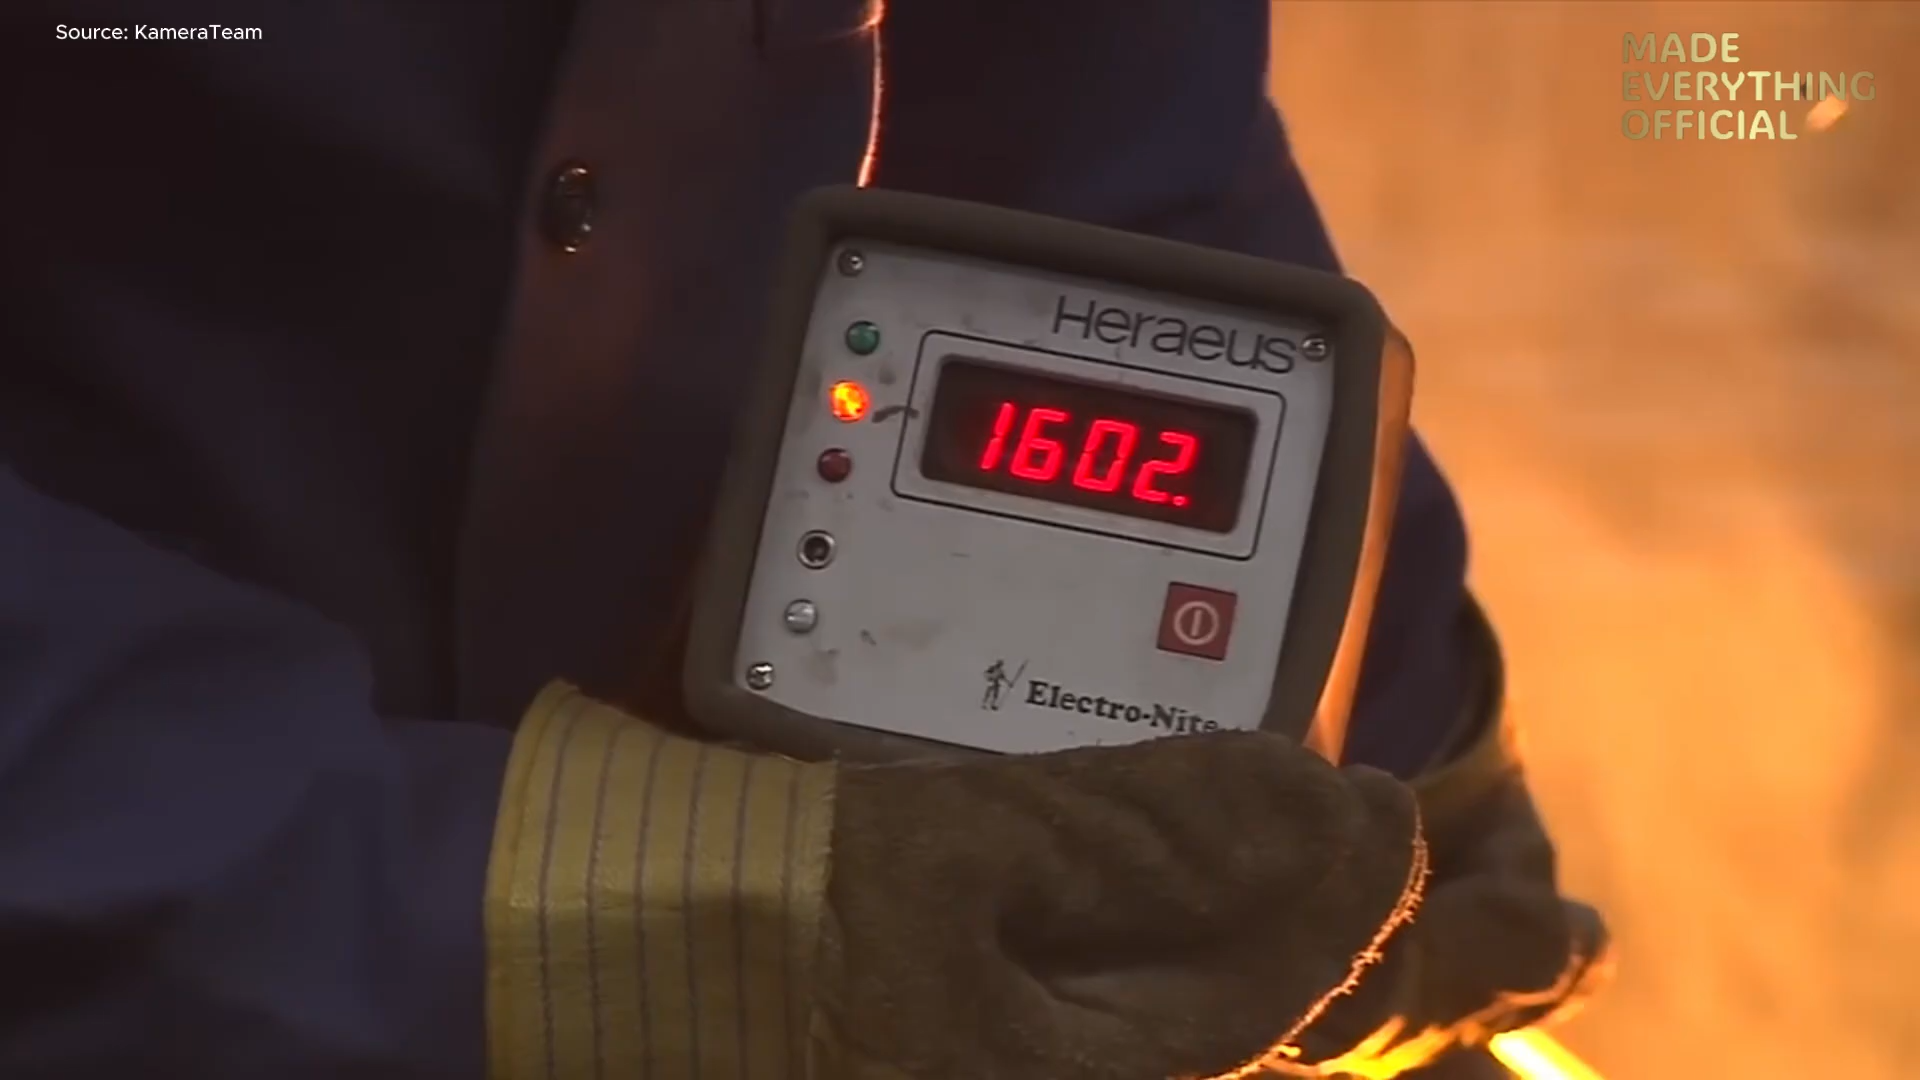 Source: KameraTeam
MADE
EVERYTHING
OFFICIAL
Heraeus
1602.
Electro-Nite